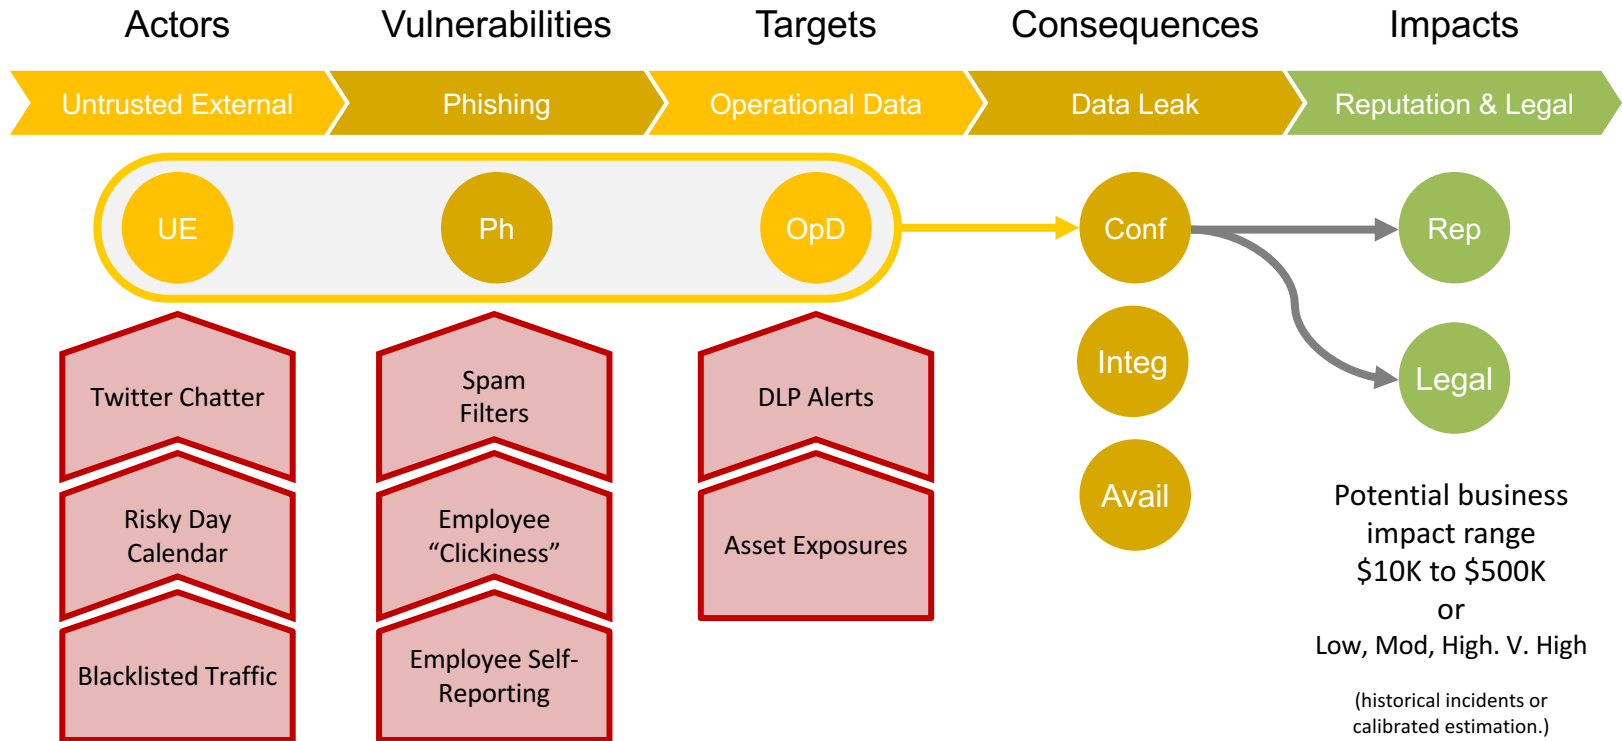 Actors
Vulnerabilities
Targets
Consequences
Impacts
Untrusted External
Phishing
Operational Data
Data Leak
Reputation & Legal
UE
Ph
OpD
Conf
Rep
Integ
Legal
Avail
Twitter Chatter
Risky Day
Calendar
Blacklisted Traffic
Spam
Filters
Employee
“Clickiness”
Employee Self-
Reporting
DLP Alerts
Asset Exposures
Potential business
impact range
$10K to $500K
or
Low, Mod, High. V. High
(historical incidents or
calibrated estimation.)